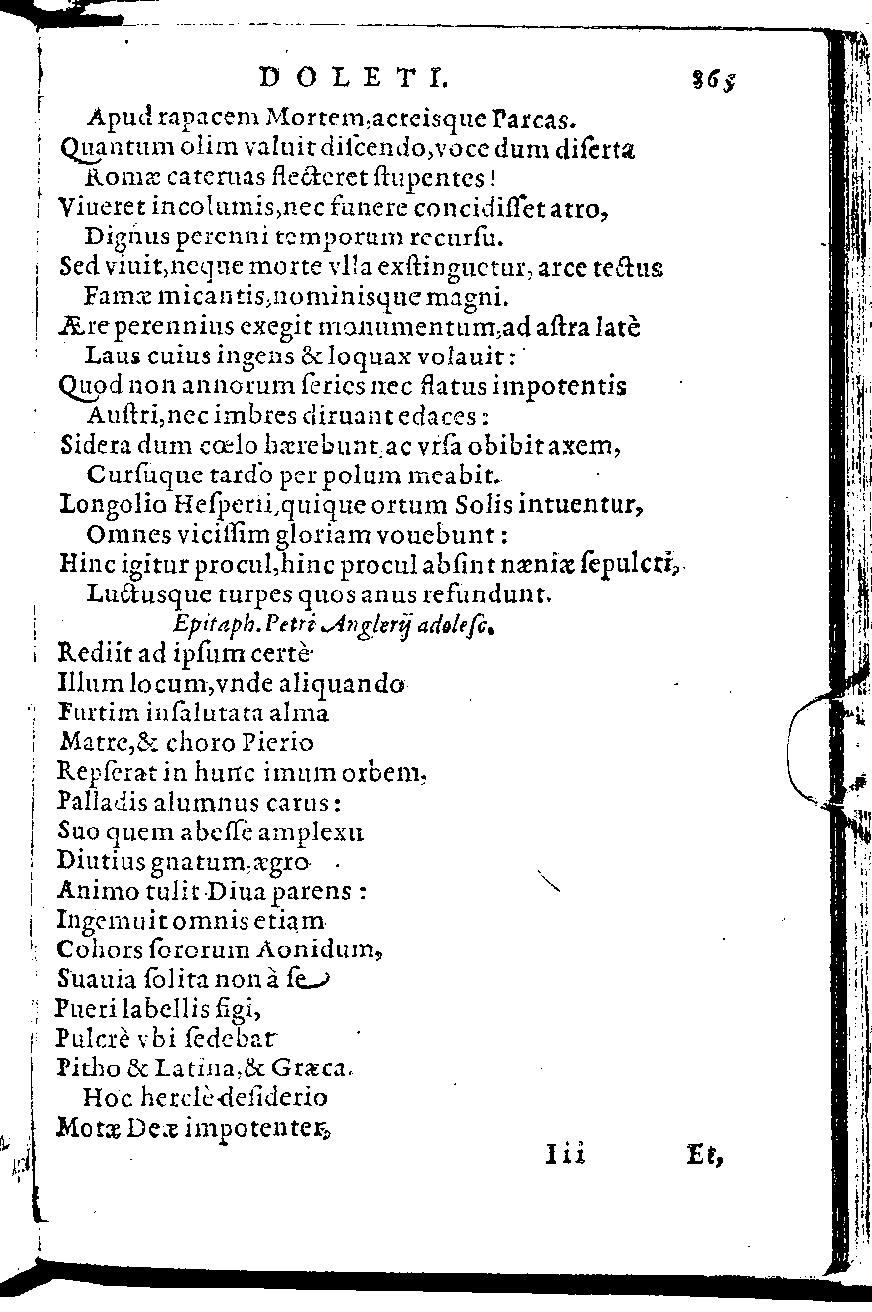 DOLETI. 865
Apud rapacem Mortem, acreisque Parcas.
Quantum olim valuit diſcendo, voce dum diſerta
Romæ cateruas flecteret ſtupentes!
Viueret incolumis, nec funere concidiſſet atro,
Dignus perenni temporum recurſu.
Sed viuit, neque morte vlla exſtinguetur, arce tectus
Famæ micantis, nominisque magni.
Ære perennius exegit monumentum, ad aſtra latè
Laus cuius ingens & loquax volauit:
Quod non annorum ſeries nec flatus impotentis
Auſtri, nec imbres diruant edaces:
Sidera dum cœlo hærebunt, ac vrſa obibit axem,
Curſuque tardo per polum meabit.
Longolio Heſperii, quique ortum Solis intuentur,
Omnes viciſſim gloriam vouebunt:
Hinc igitur procul, hinc procul abſint næniæ ſepulcri,
Luctusque turpes quos anus refundunt.
Epitaph. Petri Anglerij adoleſc.
Rediit ad ipſum certè
Illum locum, vnde aliquando
Furtim inſalutata alma
Matre, & choro Pierio
Repſerat in hunc imum orbem,
Palladis alumnus carus:
Suo quem abeſſe amplexu
Diutius gnatum, ægro
Animo tulit Diua parens:
Ingemuit omnis etiam
Cohors ſororum Aonidum,
Suauia ſolita non à ſe
Pueri labellis figi,
Pulcrè vbi ſedebat
Pitho & Latina, & Græca.
Hoc herclè deſiderio
Motæ Deæ impotenter,
Iii Et,